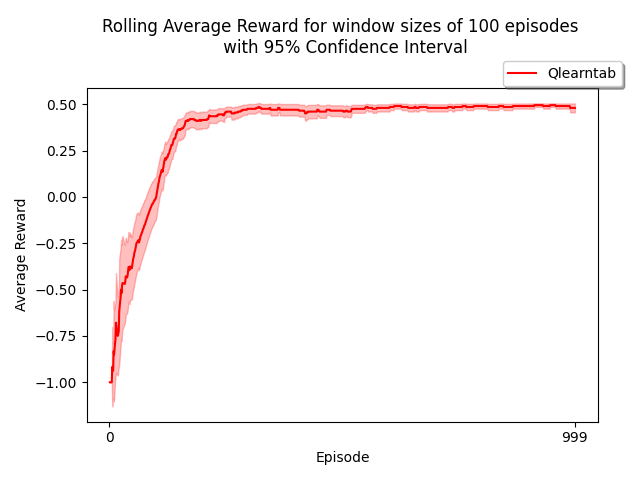 Rolling Average Reward for window sizes of 100 episodes
with 95% Confidence Interval
Qlearntab
0.50
0.25
0.00
−0.25
−0.50
−0.75
−1.00
Average Reward
0
999
Episode